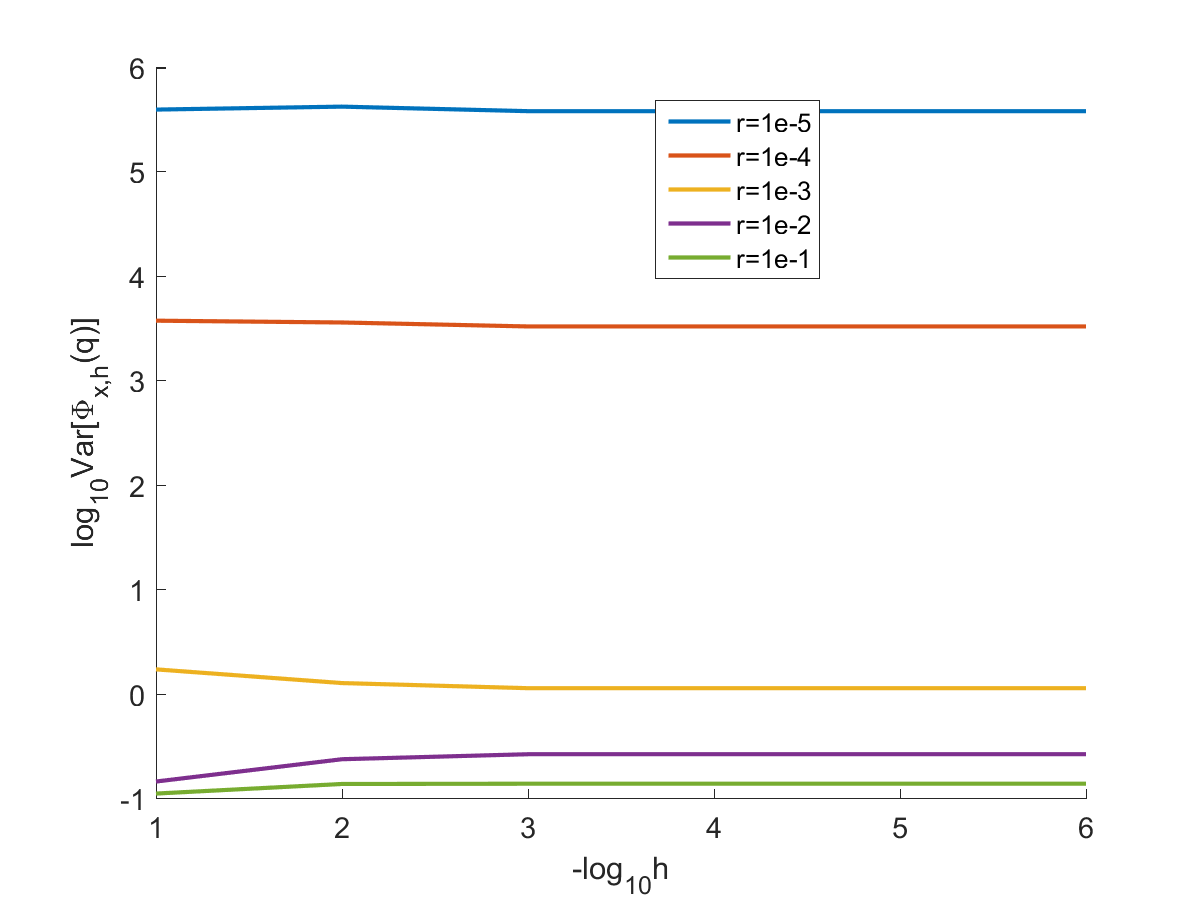 6
5
4
3
2
1
0
-1
1 2 3 4 5 6
-log10h
log10Var[Φx,h(q)]
r=1e-5
r=1e-4
r=1e-3
r=1e-2
r=1e-1